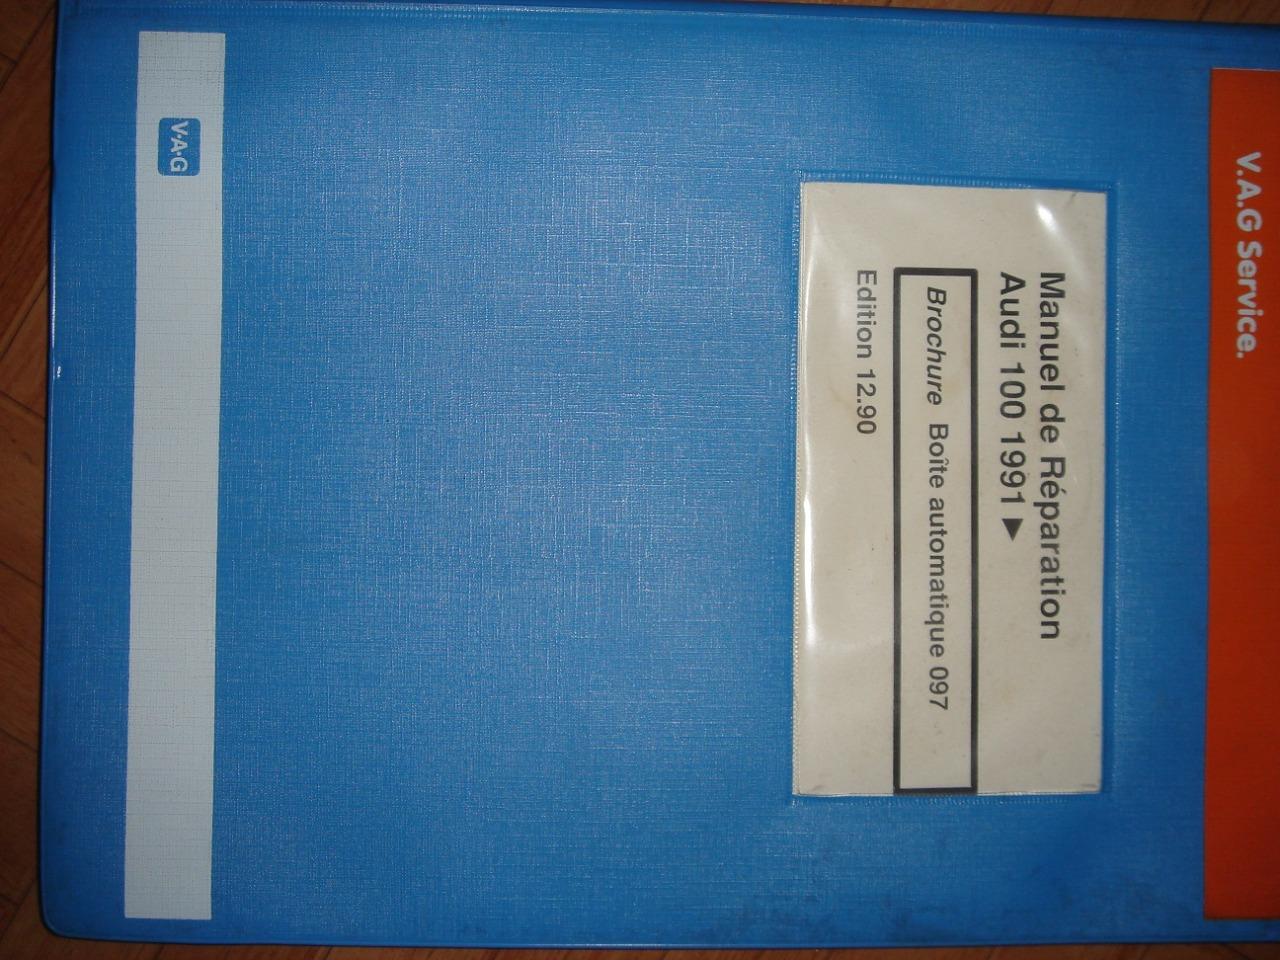 V.A.G Service.
Manuel de Réparation
Audi 100 1991 ►
Brochure Boîte automatique 097
Edition 12.90
V·A·G